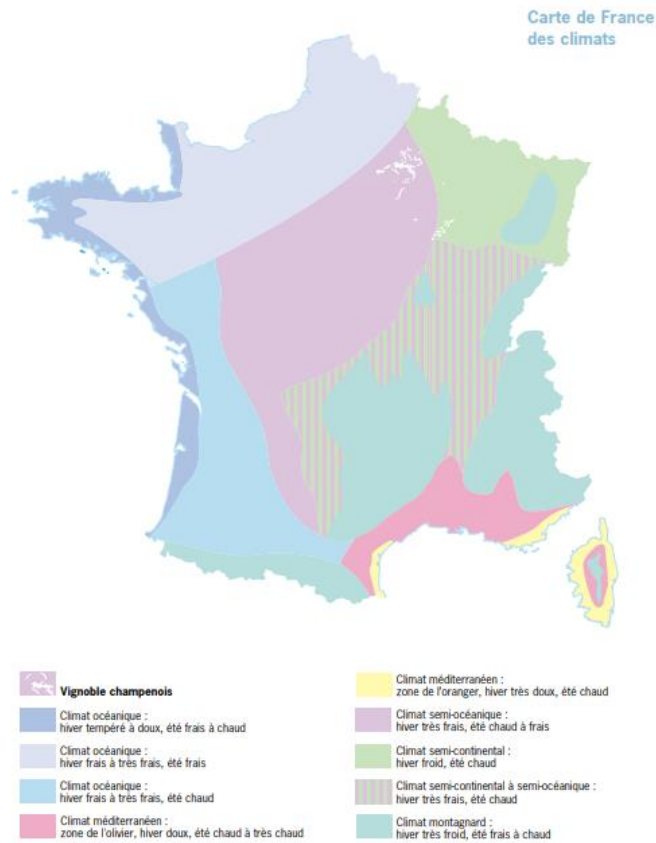 Carte de France
des climats
Vignoble champenois
Climat océanique :
hiver tempéré à doux, été frais à chaud
Climat océanique :
hiver frais à très frais, été frais
Climat océanique :
hiver frais à très frais, été chaud
Climat méditerranéen :
zone de l'olivier, hiver doux, été chaud à très chaud
Climat méditerranéen :
zone de l'oranger, hiver très doux, été chaud
Climat semi-océanique :
hiver très frais, été chaud à frais
Climat semi-continental :
hiver froid, été chaud
Climat semi-continental à semi-océanique :
hiver très frais, été chaud
Climat montagnard :
hiver très froid, été frais à chaud